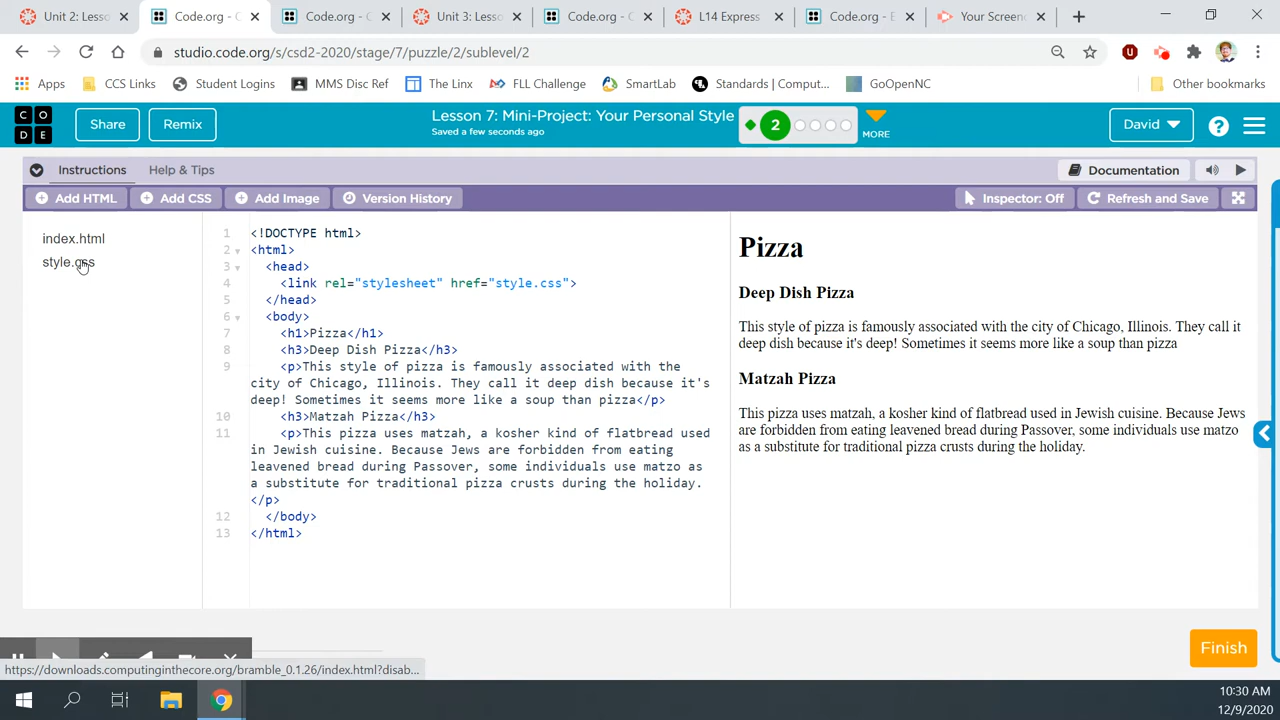 Unit 2: Lesso
Code.org - C
Code.org - C
Unit 3: Lesso
Code.org - C
L14 Express
Code.org - E
Your Screen
studio.code.org/s/csd2-2020/stage/7/puzzle/2/sublevel/2
Apps
CCS Links
Student Logins
MMS Disc Ref
The Linx
FLL Challenge
SmartLab
Standards | Comput...
GoOpenNC
Other bookmarks
C O
D E
Share
Remix
Lesson 7: Mini-Project: Your Personal Style
Saved a few seconds ago
2
MORE
David
?
Instructions
Help & Tips
Documentation
Add HTML
Add CSS
Add Image
Version History
Inspector: Off
Refresh and Save
index.html
style.css
1 <!DOCTYPE html>
2 <html>
3 <head>
4 <link rel="stylesheet" href="style.css">
5 </head>
6 <body>
7 <h1>Pizza</h1>
8 <h3>Deep Dish Pizza</h3>
9 <p>This style of pizza is famously associated with the
city of Chicago, Illinois. They call it deep dish because it's
deep! Sometimes it seems more like a soup than pizza</p>
10 <h3>Matzah Pizza</h3>
11 <p>This pizza uses matzah, a kosher kind of flatbread used
in Jewish cuisine. Because Jews are forbidden from eating
leavened bread during Passover, some individuals use matzo as
a substitute for traditional pizza crusts during the holiday.
</p>
12 </body>
13 </html>
Pizza
Deep Dish Pizza
This style of pizza is famously associated with the city of Chicago, Illinois. They call it
deep dish because it's deep! Sometimes it seems more like a soup than pizza
Matzah Pizza
This pizza uses matzah, a kosher kind of flatbread used in Jewish cuisine. Because Jews
are forbidden from eating leavened bread during Passover, some individuals use matzo
as a substitute for traditional pizza crusts during the holiday.
Finish
https://downloads.computinginthecore.org/bramble_0.1.26/index.html?disab...
10:30 AM
12/9/2020